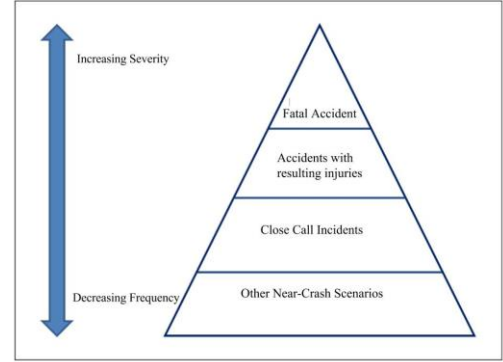 Increasing Severity
Fatal Accident
Accidents with
resulting injuries
Close Call Incidents
Other Near-Crash Scenarios
Decreasing Frequency